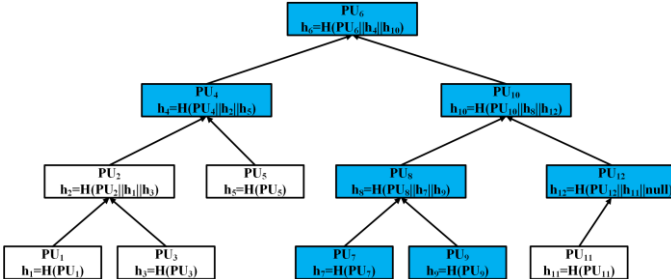 PU₆
h₆=H(PU₆||h₄||h₁₀)
PU₄
h₄=H(PU₄||h₂||h₅)
PU₁₀
h₁₀=H(PU₁₀||h₈||h₁₂)
PU₂
h₂=H(PU₂||h₁||h₃)
PU₅
h₅=H(PU₅)
PU₈
h₈=H(PU₈||h₇||h₉)
PU₁₂
h₁₂=H(PU₁₂||h₁₁||null)
PU₁
h₁=H(PU₁)
PU₃
h₃=H(PU₃)
PU₇
h₇=H(PU₇)
PU₉
h₉=H(PU₉)
PU₁₁
h₁₁=H(PU₁₁)